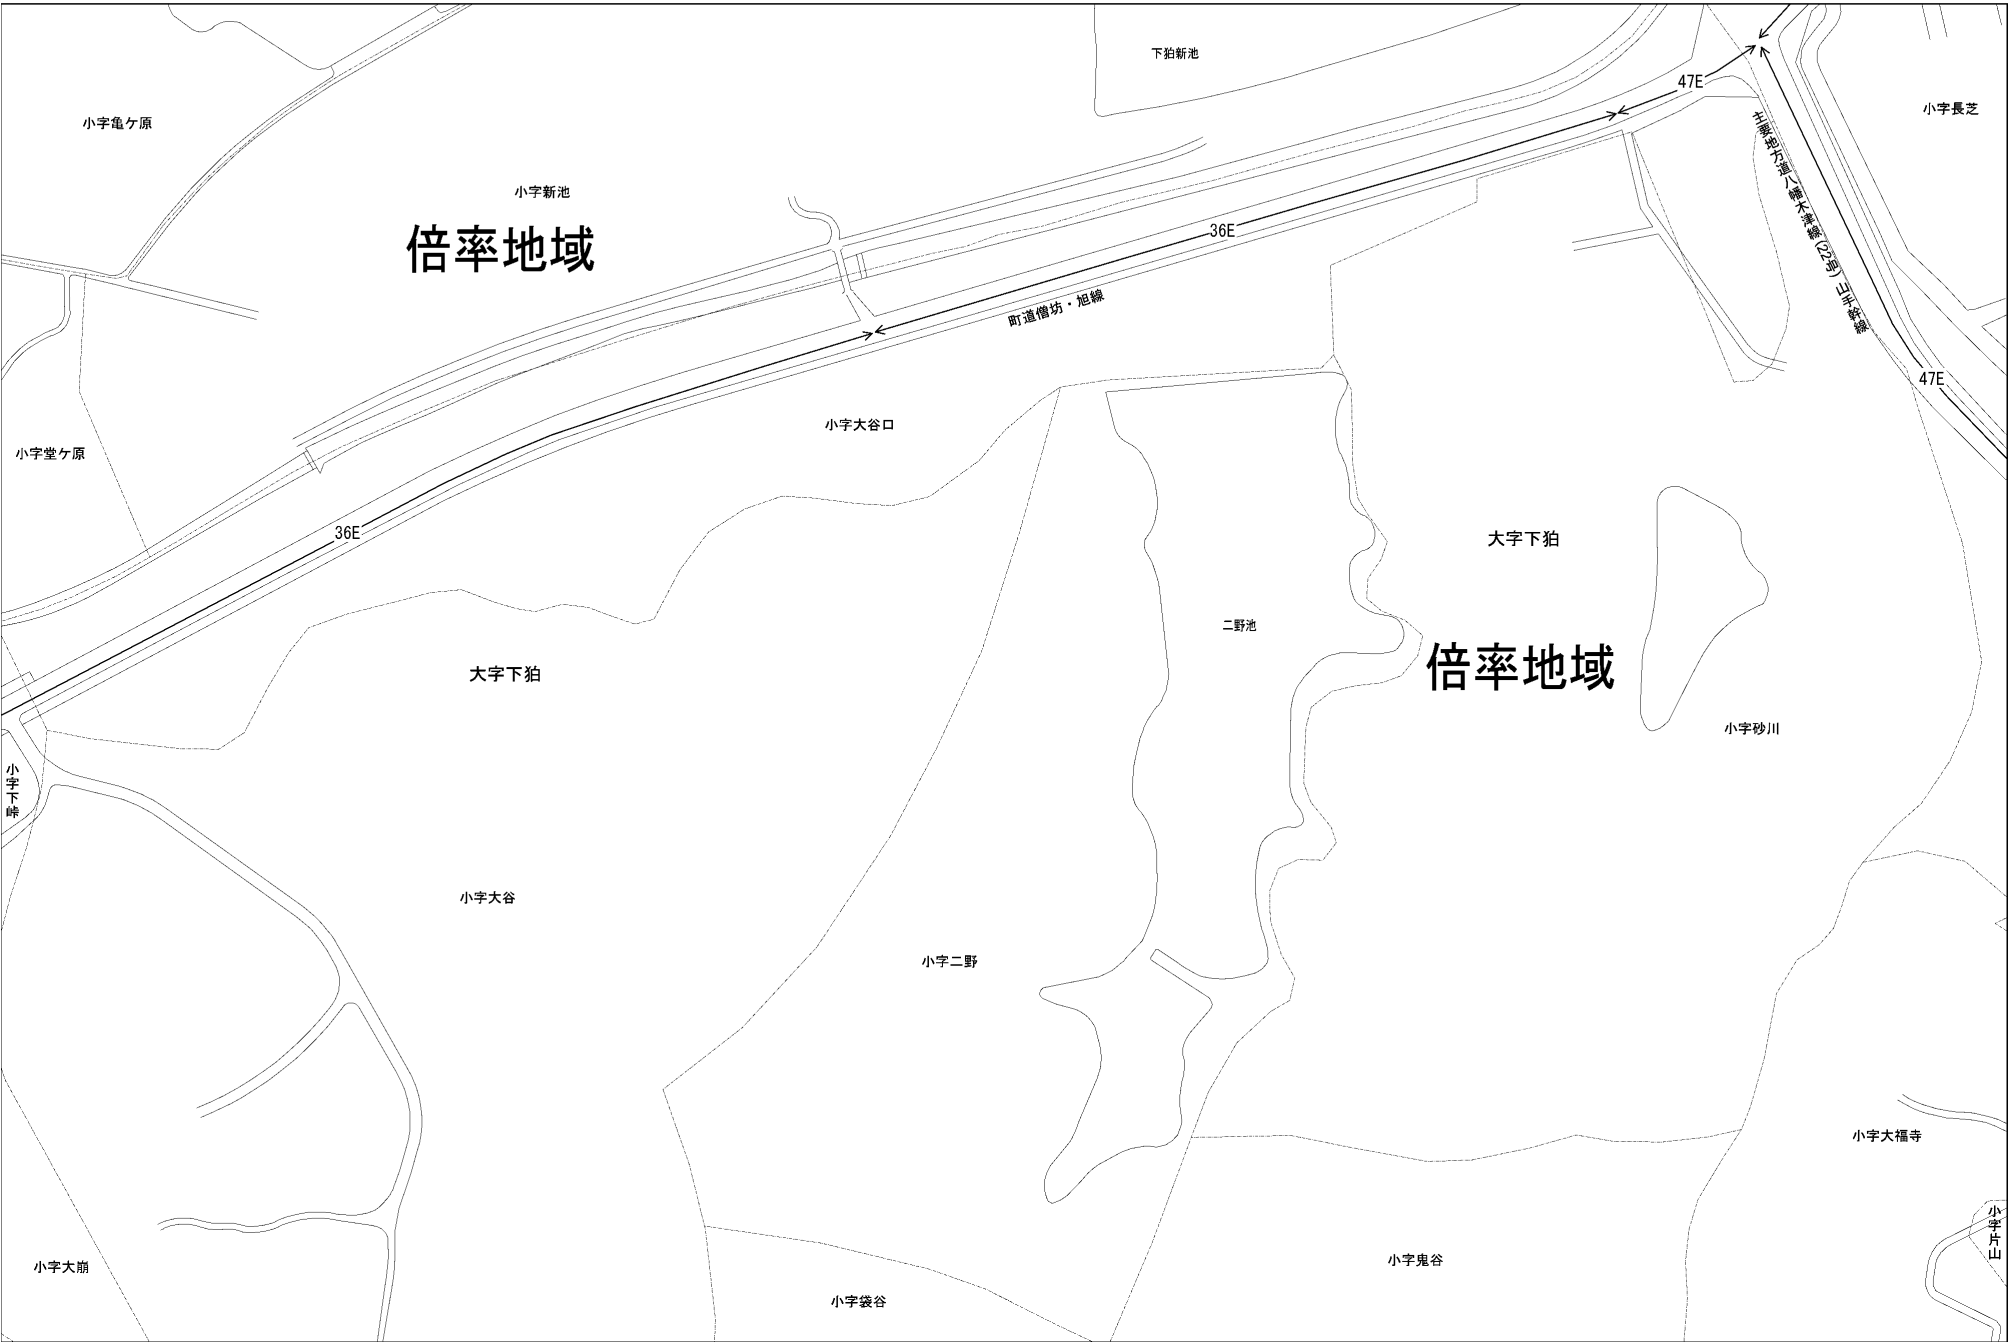 下狛新池
47E
小字長芝
小字亀ケ原
主要地方道八幡木津線(22号) 山手幹線
小字新池
倍率地域
36E
町道僧坊・旭線
47E
小字大谷口
小字堂ケ原
36E
大字下狛
二野池
倍率地域
大字下狛
小字砂川
小字下峠
小字大谷
小字二野
小字大福寺
小字片山
小字大崩
小字鬼谷
小字袋谷